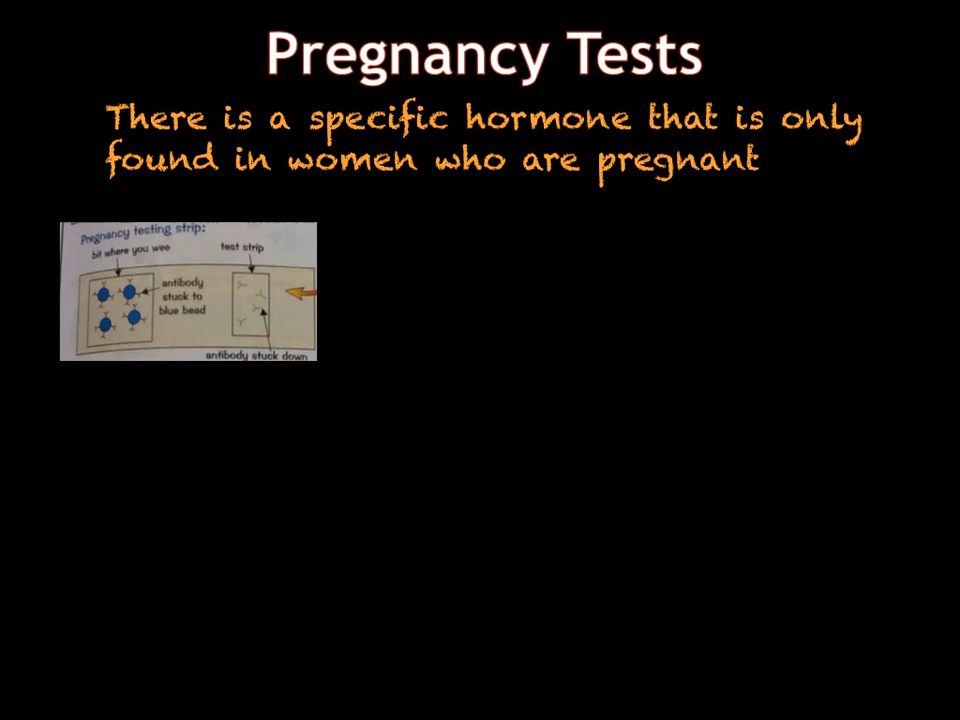 Pregnancy Tests
There is a specific hormone that is only
found in women who are pregnant
Pregnancy testing strip:
bit where you wee
test strip
antibody
stuck to
blue bead
antibody stuck down